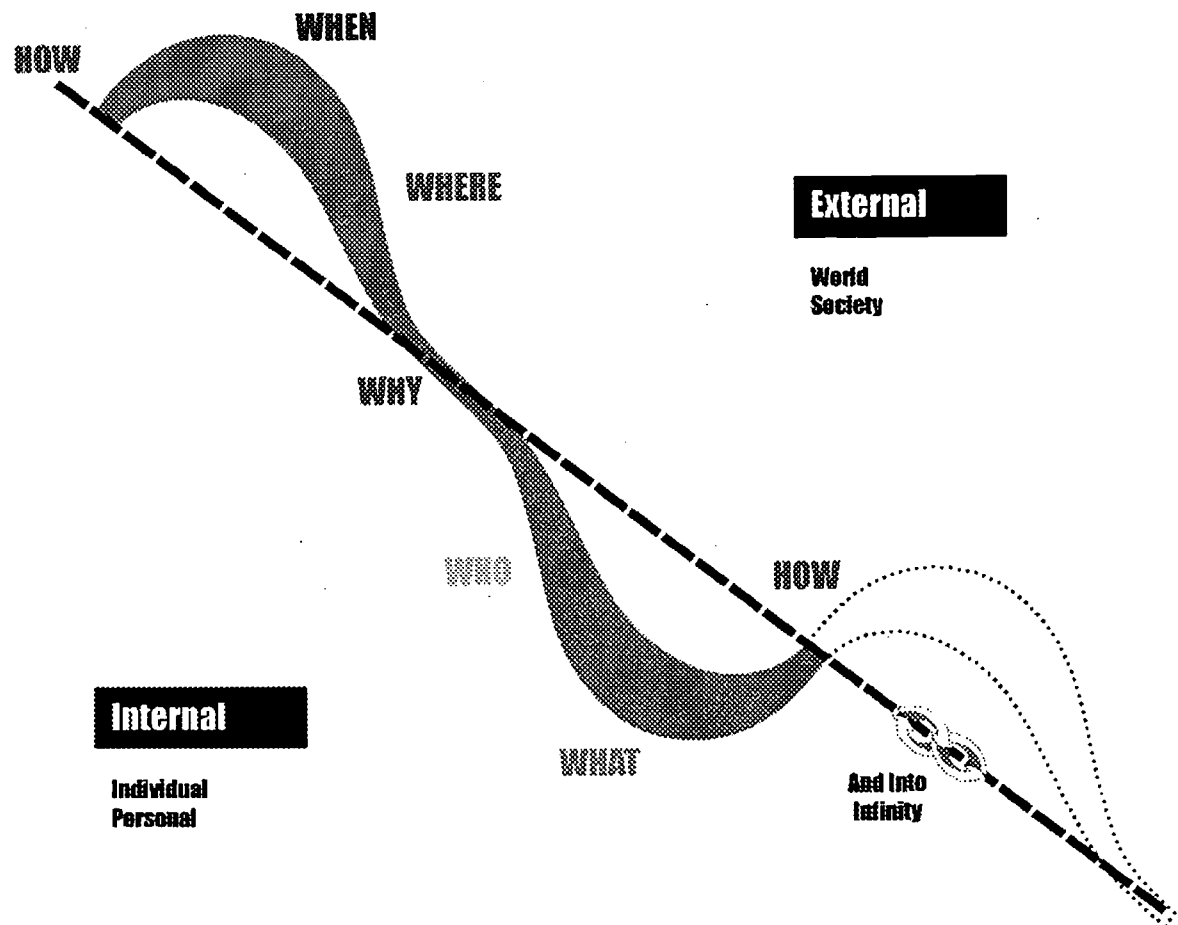 WHEN
HOW
WHERE
External
World
Society
WHY
WHO
HOW
Internal
Individual
Personal
WHAT
And Into
Infinity